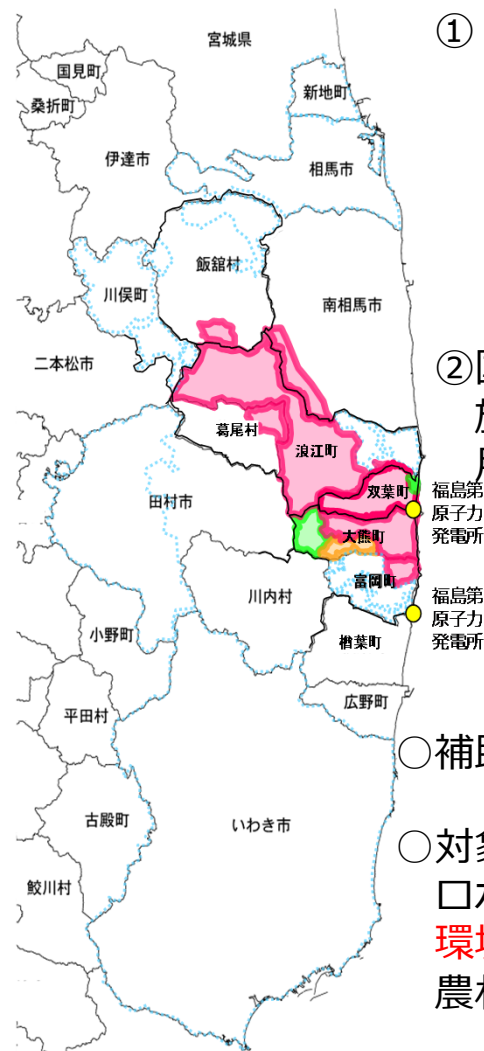 宮城県
①
国見町
新地町
桑折町
伊達市
相馬市
飯舘村
川俣町
南相馬市
二本松市
②
葛尾村
浪江町
双葉町
福島第
原子力
発電所
田村市
大熊町
富岡町
川内村
福島第
原子力
発電所
小野町
楢葉町
広野町
平田村
○補
古殿町
いわき市
○対象
鮫川村
環境
農